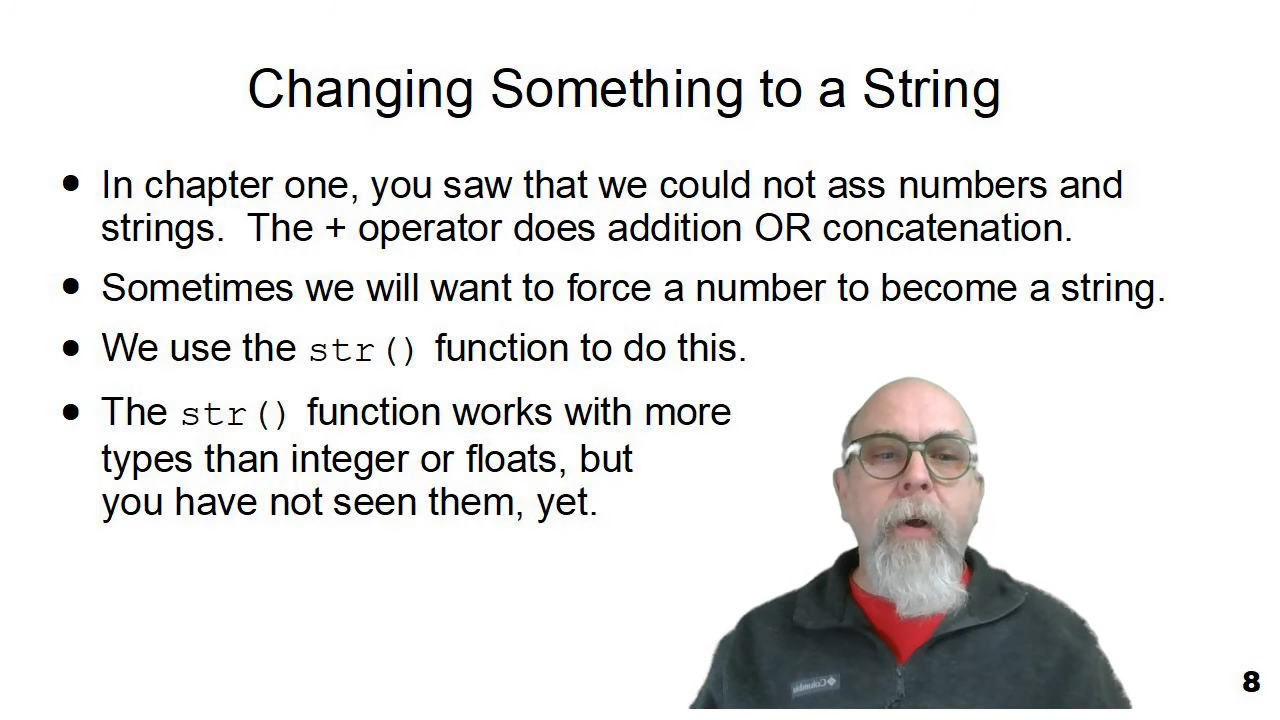 Changing Something to a String
● In chapter one, you saw that we could not ass numbers and
strings.  The + operator does addition OR concatenation.
● Sometimes we will want to force a number to become a string.
● We use the str() function to do this.
● The str() function works with more
types than integer or floats, but
you have not seen them, yet.
Columbia
8